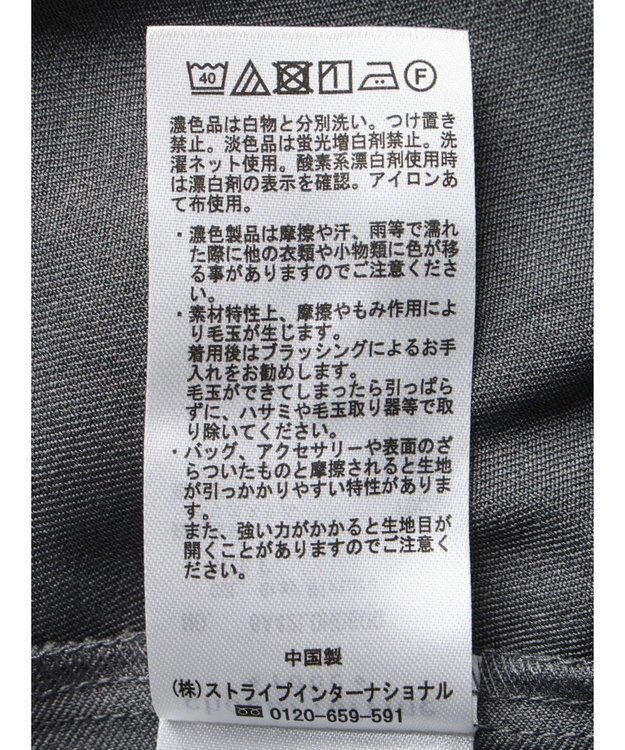 40 F
濃色品は白物と分別洗い。つけ置き
禁止。淡色品は蛍光増白剤禁止。洗
濯ネット使用。酸素系漂白剤使用時
は漂白剤の表示を確認。アイロンあ
て布使用。
・濃色製品は摩擦や汗、雨等で濡れ
た際に他の衣類や小物類に色が移
る事がありますのでご注意くださ
い。
・素材特性上、摩擦やもみ作用によ
り毛玉が生じます。
着用後はブラッシングによるお手
入れをお勧めします。
毛玉ができてしまったら引っぱら
ずに、ハサミや毛玉取り器等で取
り除いてください。
・バッグ、アクセサリーや表面のざ
らついたものと摩擦されると生地
が引っかかりやすい特性がありま
す。
また、強い力がかかると生地目が
開くことがありますのでご注意く
ださい。
中国製
(株)ストライプインターナショナル
0120-659-591